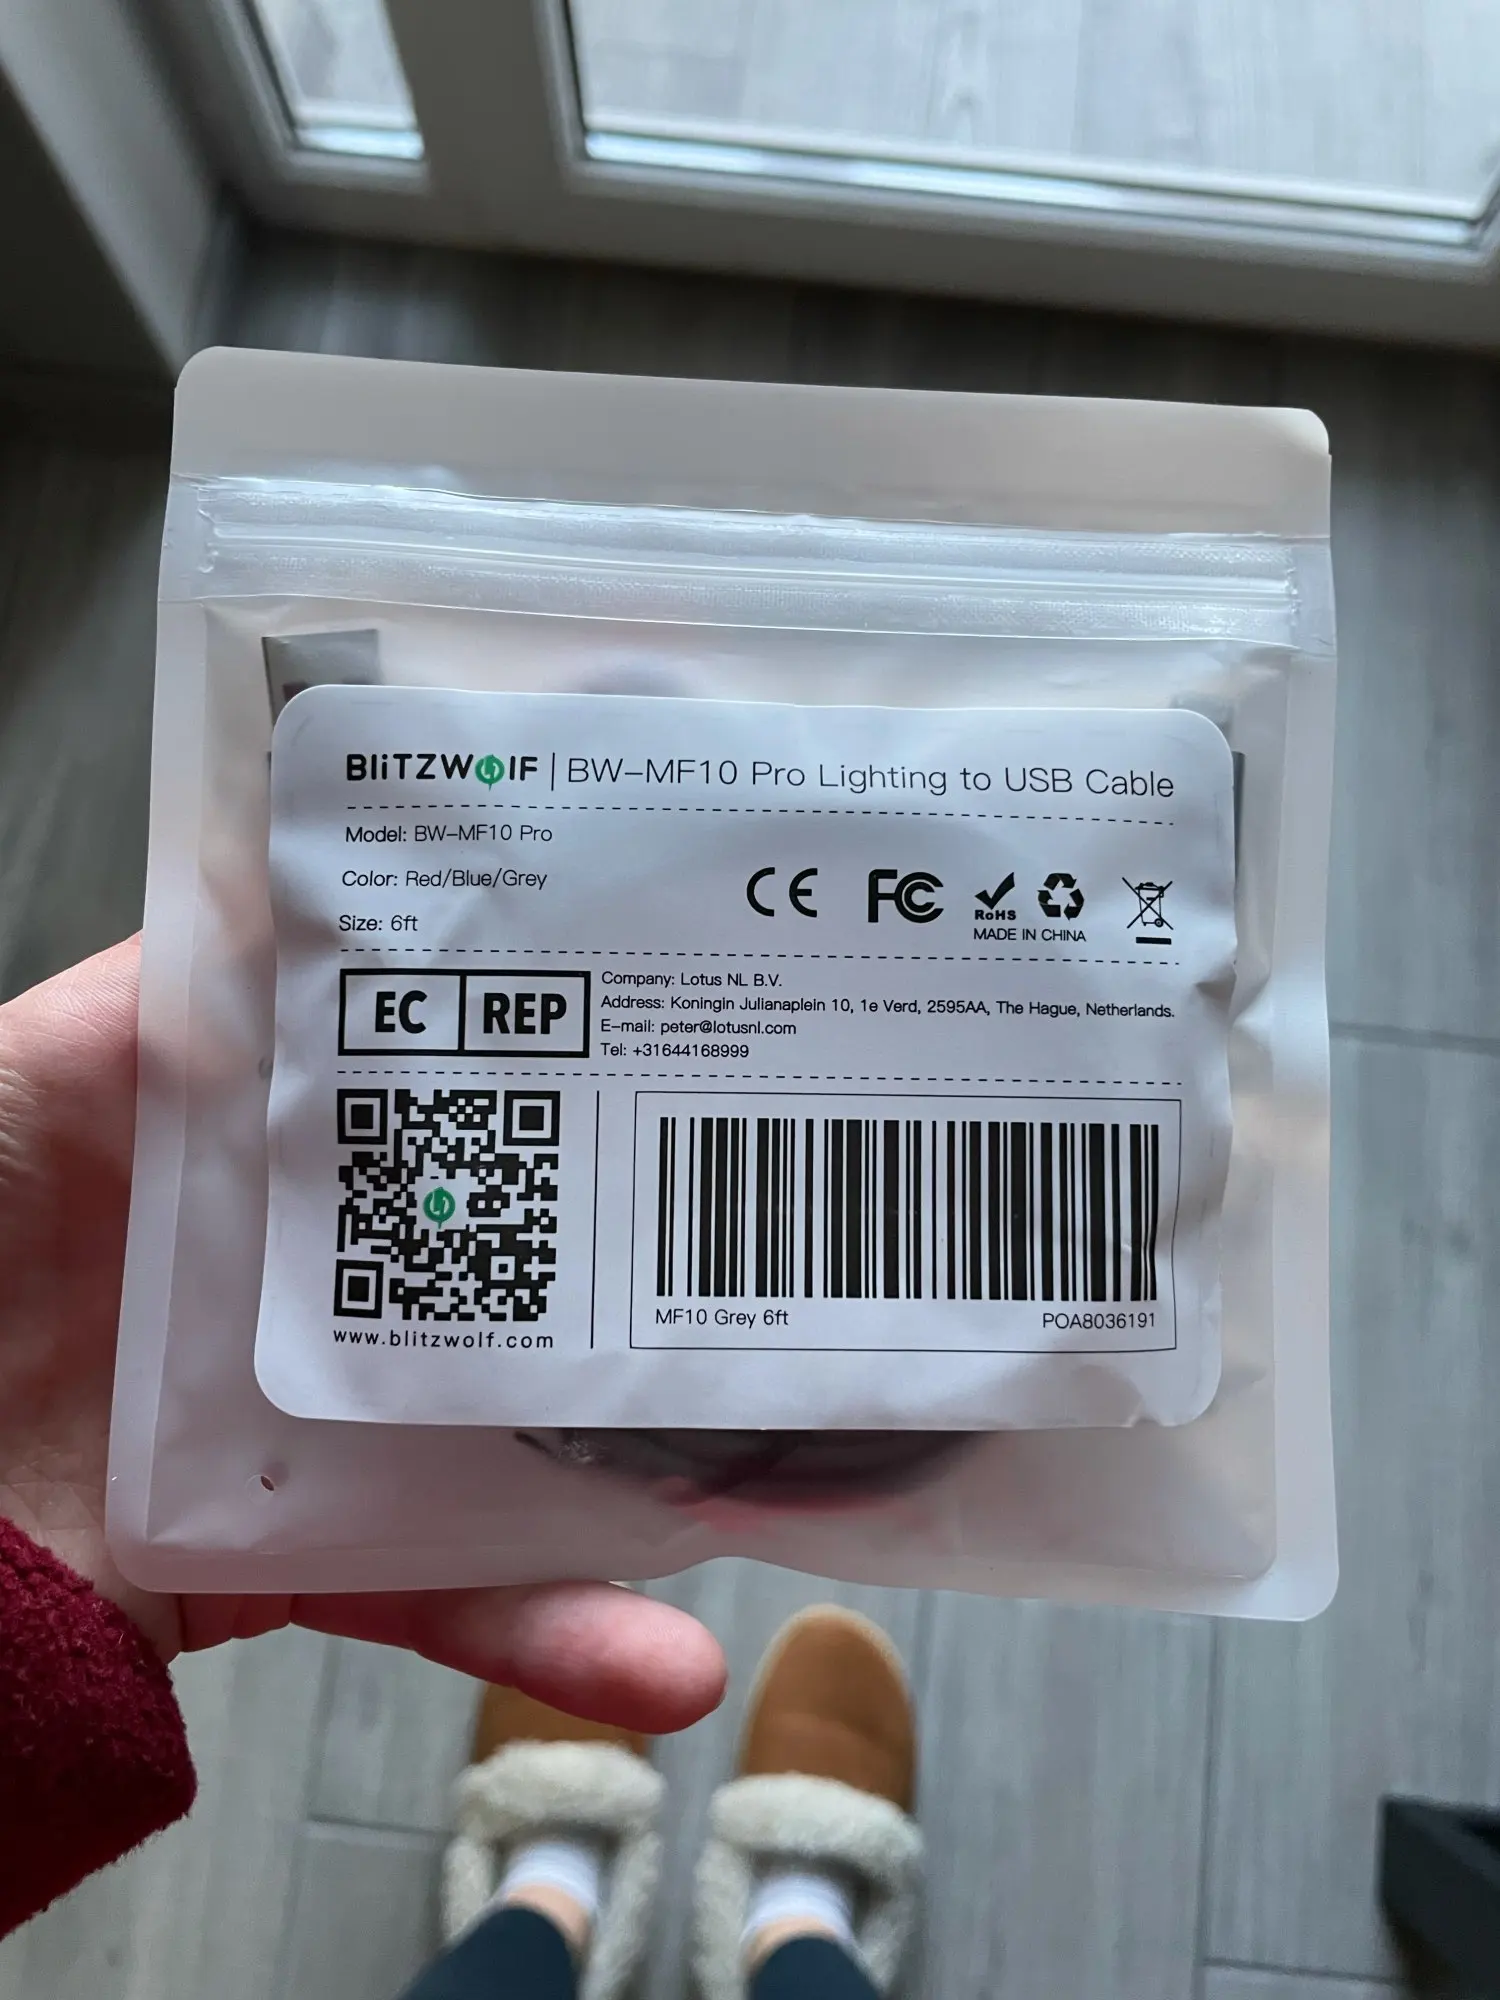 BLiTZWOLF | BW-MF10 Pro Lighting to USB Cable
Model: BW-MF10 Pro
Color: Red/Blue/Grey
Size: 6ft
CE FC RoHS
MADE IN CHINA
EC REP
Company: Lotus NL B.V.
Address: Koningin Julianaplein 10, 1e Verd, 2595AA, The Hague, Netherlands.
E-mail: peter@lotusnl.com
Tel: +31644168999
www.blitzwolf.com
MF10 Grey 6ft POA8036191